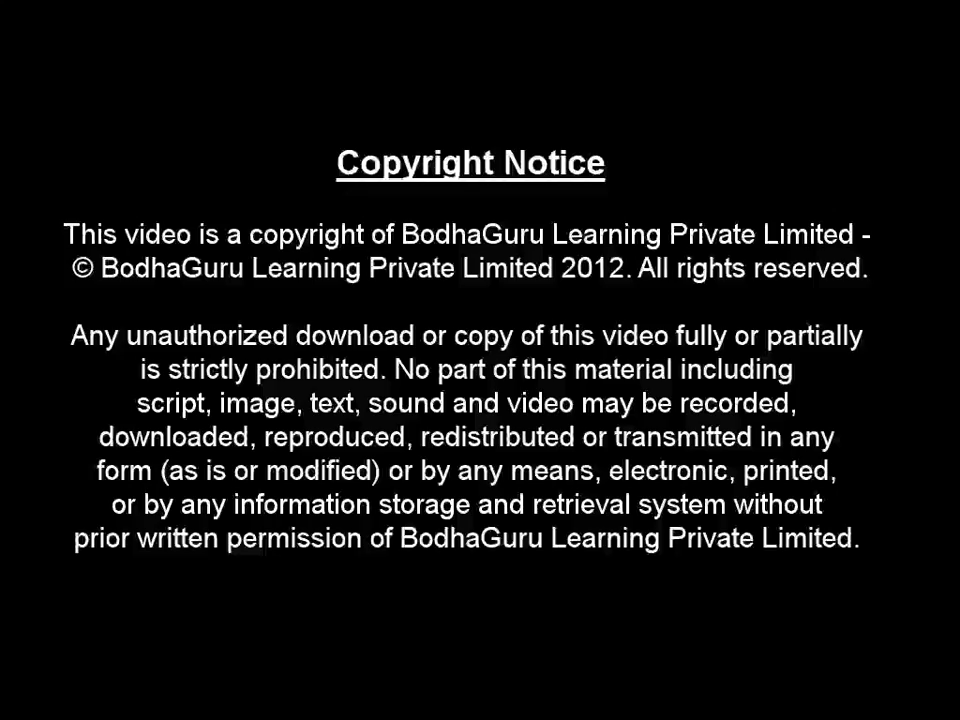 Copyright Notice
This video is a copyright of BodhaGuru Learning Private Limited -
© BodhaGuru Learning Private Limited 2012. All rights reserved.
Any unauthorized download or copy of this video fully or partially
is strictly prohibited. No part of this material including
script, image, text, sound and video may be recorded,
downloaded, reproduced, redistributed or transmitted in any
form (as is or modified) or by any means, electronic, printed,
or by any information storage and retrieval system without
prior written permission of BodhaGuru Learning Private Limited.